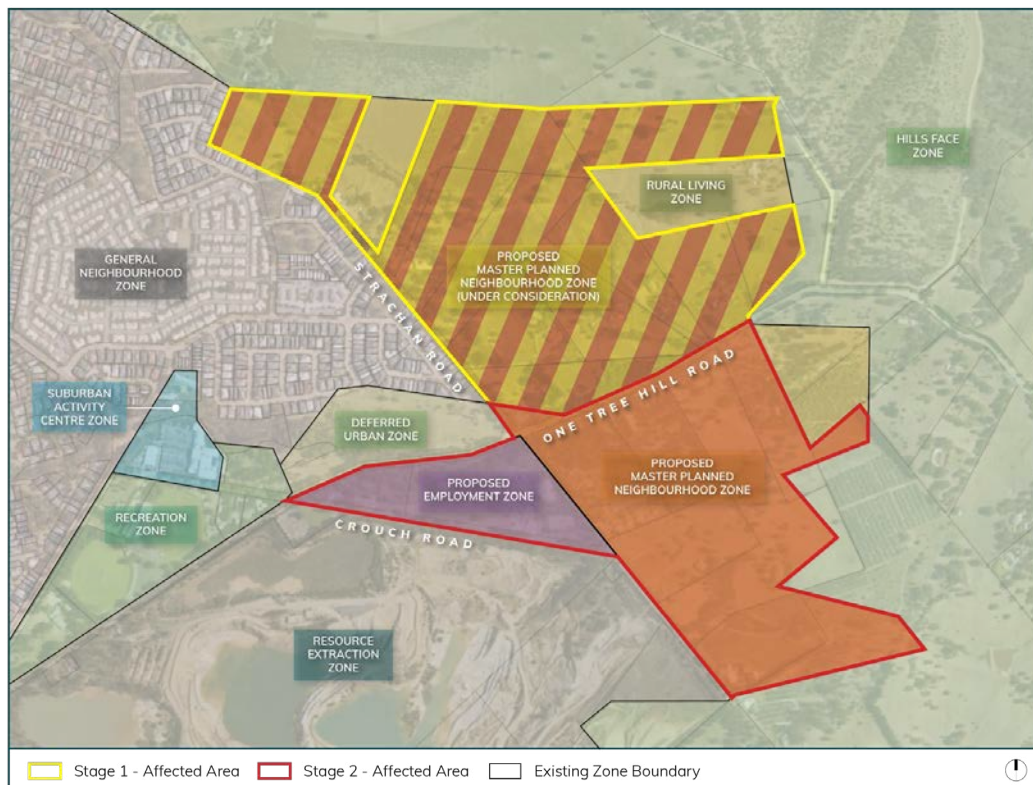 HILLS FACE
ZONE
RURAL LIVING
ZONE
GENERAL
NEIGHBOURHOOD
ZONE
PROPOSED
MASTER PLANNED
NEIGHBOURHOOD ZONE
(UNDER CONSIDERATION)
STRACHAN ROAD
ONE TREE HILL ROAD
SUBURBAN
ACTIVITY
CENTRE ZONE
DEFERRED
URBAN ZONE
PROPOSED
EMPLOYMENT ZONE
PROPOSED
MASTER PLANNED
NEIGHBOURHOOD ZONE
RECREATION
ZONE
CROUCH ROAD
RESOURCE
EXTRACTION
ZONE
Stage 1 - Affected Area
Stage 2 - Affected Area
Existing Zone Boundary